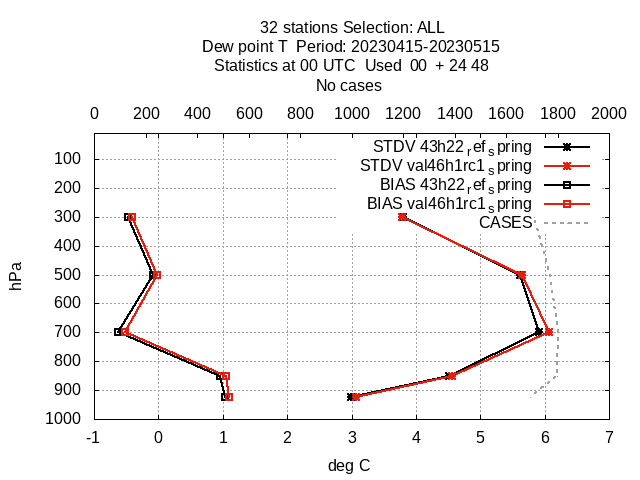 32 stations Selection: ALL
Dew point T  Period: 20230415-20230515
Statistics at 00 UTC  Used  00  + 24 48
No cases
0 200 400 600 800 1000 1200 1400 1600 1800 2000
STDV 43h22_ref_spring
STDV val46h1rc1_spring
BIAS 43h22_ref_spring
BIAS val46h1rc1_spring
CASES
100
200
300
400
500
600
700
800
900
1000
hPa
-1 0 1 2 3 4 5 6 7
deg C